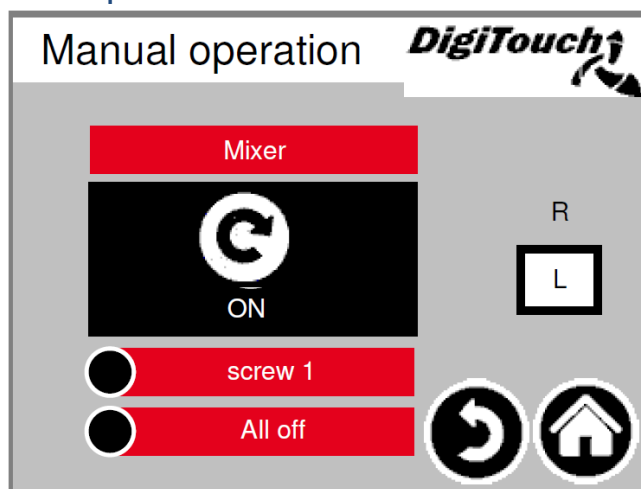 Manual operation
DigiTouch
Mixer
R
L
ON
screw 1
All off